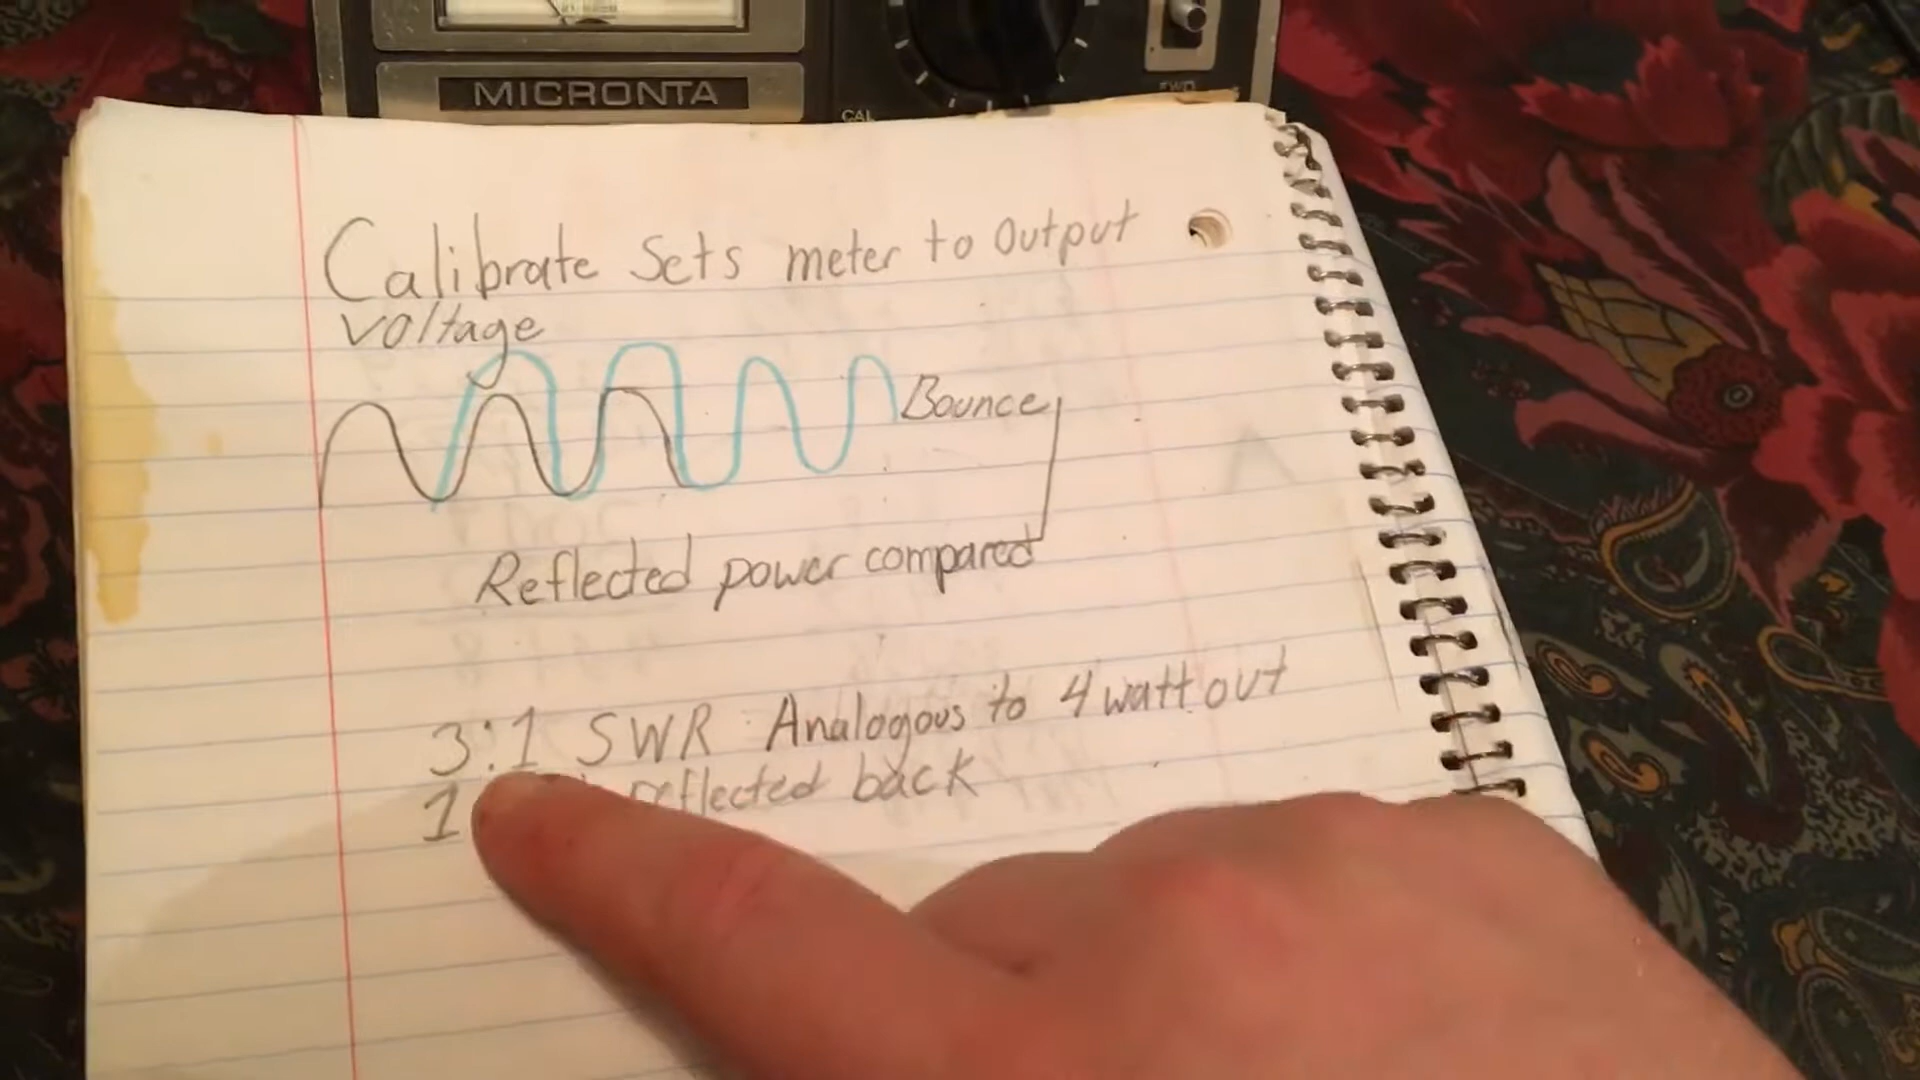 MICRONTA
CAL
FWD
Calibrate Sets meter to Output
voltage
Bounce
Reflected power compared
3:1 SWR Analogous to 4 watt out
1 reflected back